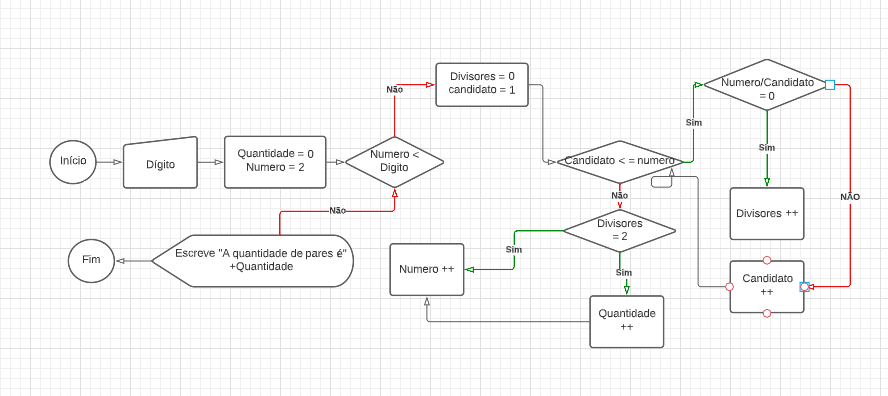 Início
Dígito
Quantidade = 0
Numero = 2
Numero <
Digito
Não
Divisores = 0
candidato = 1
Candidato < = numero
Sim
Numero/Candidato
= 0
Sim
NÃO
Divisores ++
Candidato
++
Não
Divisores
= 2
Sim
Sim
Numero ++
Quantidade
++
Não
Escreve "A quantidade de pares é"
+Quantidade
Fim